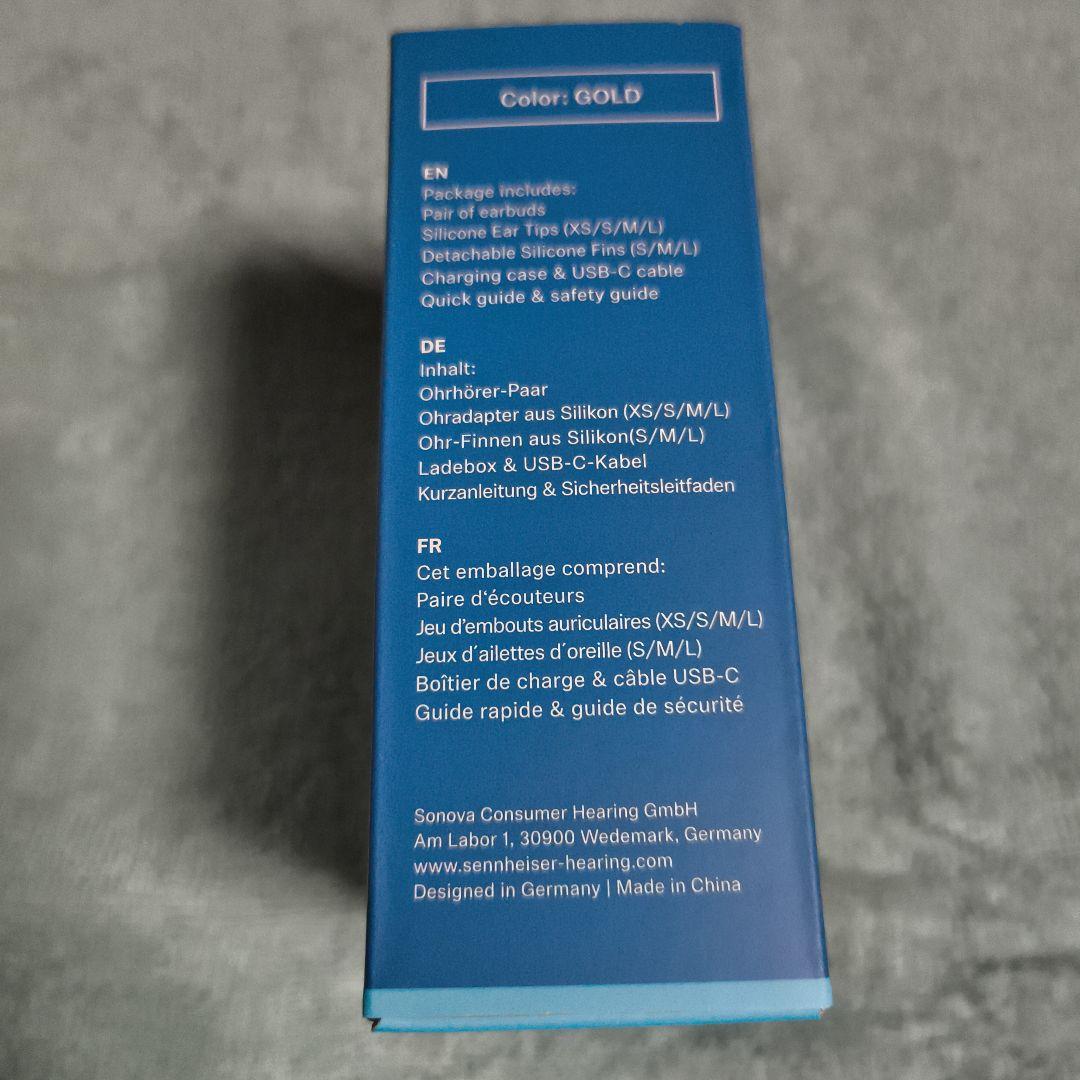 Color: GOLD
EN
Package includes:
Pair of earbuds
Silicone Ear Tips (XS/S/M/L)
Detachable Silicone Fins (S/M/L)
Charging case & USB-C cable
Quick guide & safety guide
DE
Inhalt:
Ohrhörer-Paar
Ohradapter aus Silikon (XS/S/M/L)
Ohr-Finnen aus Silikon(S/M/L)
Ladebox & USB-C-Kabel
Kurzanleitung & Sicherheitsleitfaden
FR
Cet emballage comprend:
Paire d‘écouteurs
Jeu d’embouts auriculaires (XS/S/M/L)
Jeux d´ailettes d´oreille (S/M/L)
Boîtier de charge & câble USB-C
Guide rapide & guide de sécurité
Sonova Consumer Hearing GmbH
Am Labor 1, 30900 Wedemark, Germany
www.sennheiser-hearing.com
Designed in Germany | Made in China